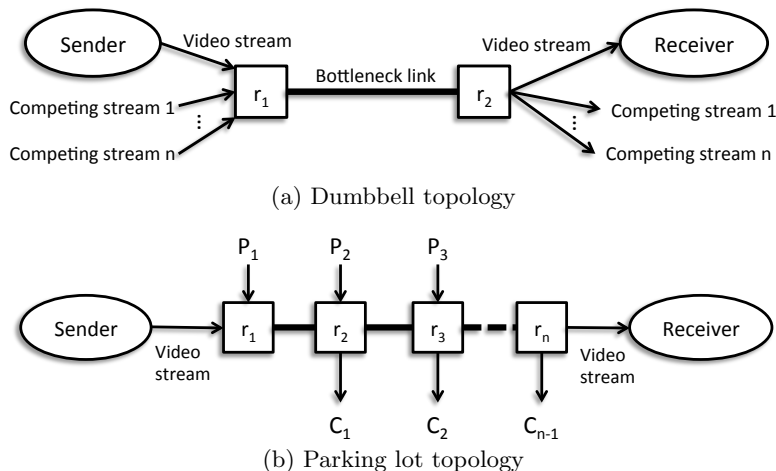 Sender
Video stream
Competing stream 1
...
Competing stream n
r1
Bottleneck link
r2
Video stream
Receiver
Competing stream 1
...
Competing stream n
(a) Dumbbell topology
P1
P2
P3
Sender
Video
stream
r1
r2
r3
rn
Video
stream
Receiver
C1
C2
Cn-1
(b) Parking lot topology